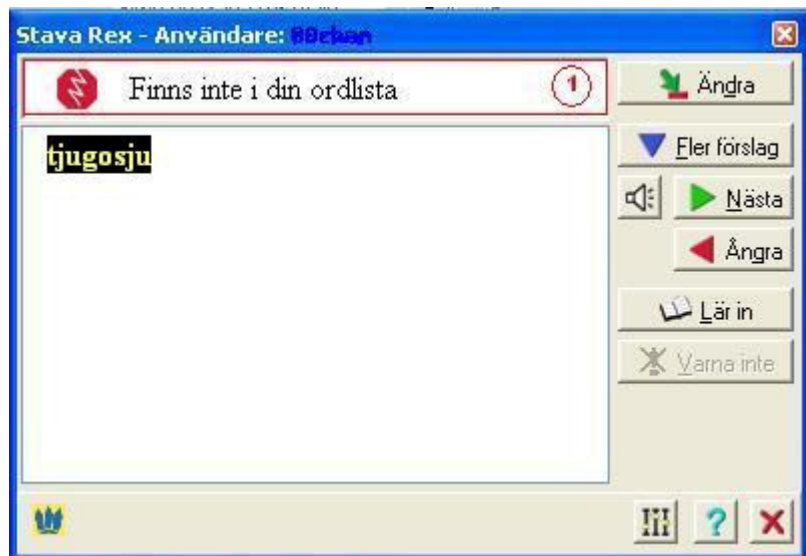 Stava Rex - Användare:
Finns inte i din ordlista
1
Ändra
tjugosju
Fler förslag
Nästa
Ångra
Lär in
Varna inte